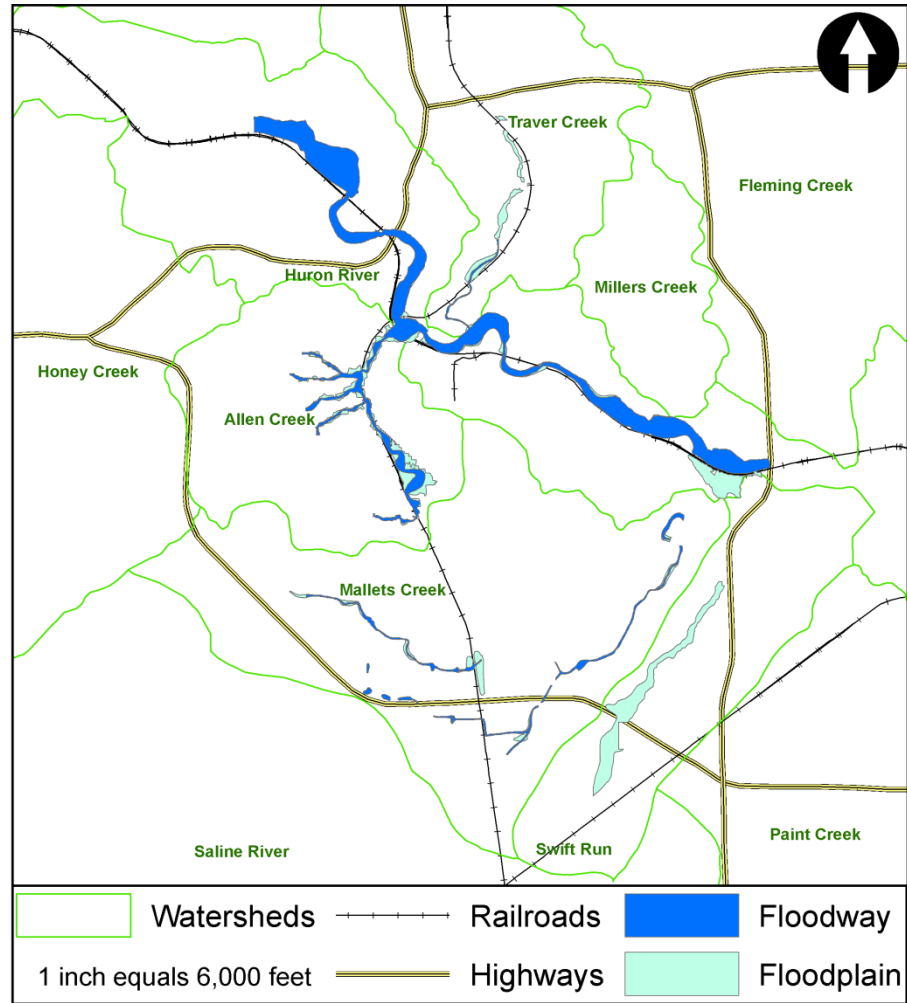 Traver Creek
Fleming Creek
Huron River
Millers Creek
Honey Creek
Allen Creek
Mallets Creek
Paint Creek
Saline River
Swift Run
Watersheds
Railroads
Floodway
1 inch equals 6,000 feet
Highways
Floodplain